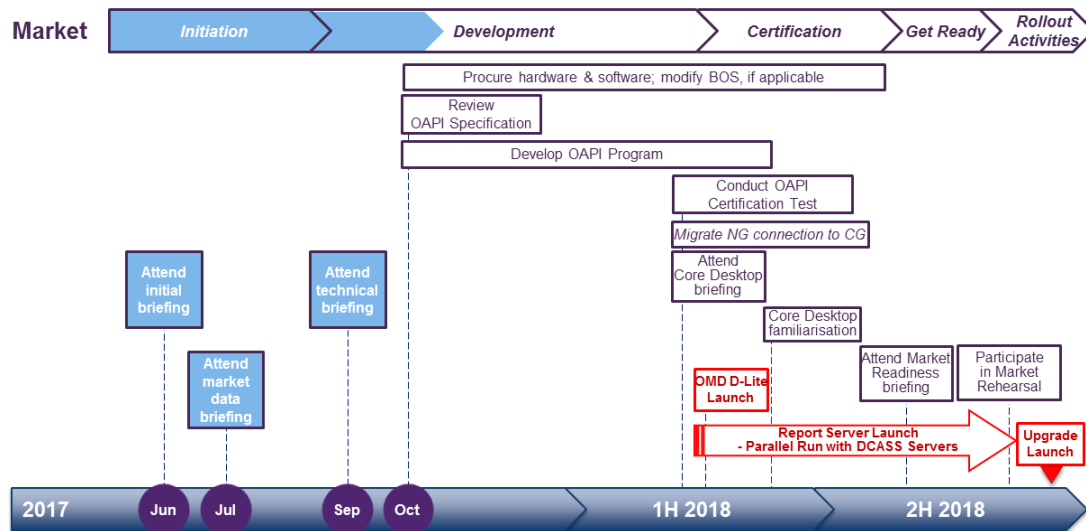 Market
Initiation
Development
Certification
Get Ready
Rollout
Activities
Procure hardware & software; modify BOS, if applicable
Review
OAPI Specification
Develop OAPI Program
Conduct OAPI
Certification Test
Migrate NG connection to CG
Attend
initial
briefing
Attend
technical
briefing
Attend
Core Desktop
briefing
Core Desktop
familiarisation
Attend
market
data
briefing
OMD D-Lite
Launch
Attend Market
Readiness
briefing
Participate
in Market
Rehearsal
Report Server Launch
- Parallel Run with DCASS Servers
Upgrade
Launch
2017
Jun
Jul
Sep
Oct
1H 2018
2H 2018